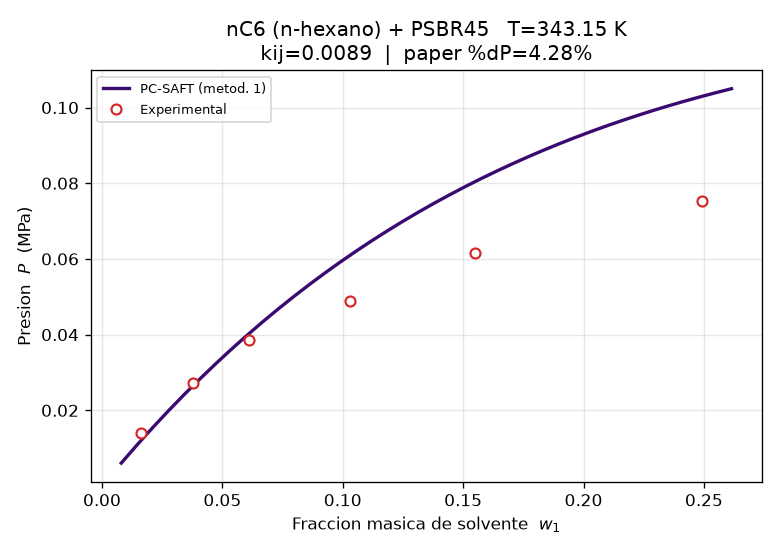 nC6 (n-hexano) + PSBR45   T=343.15 K
kij=0.0089  |  paper %dP=4.28%
PC-SAFT (metod. 1)
Experimental
Presion P (MPa)
0.10
0.08
0.06
0.04
0.02
0.00 0.05 0.10 0.15 0.20 0.25
Fraccion masica de solvente w₁